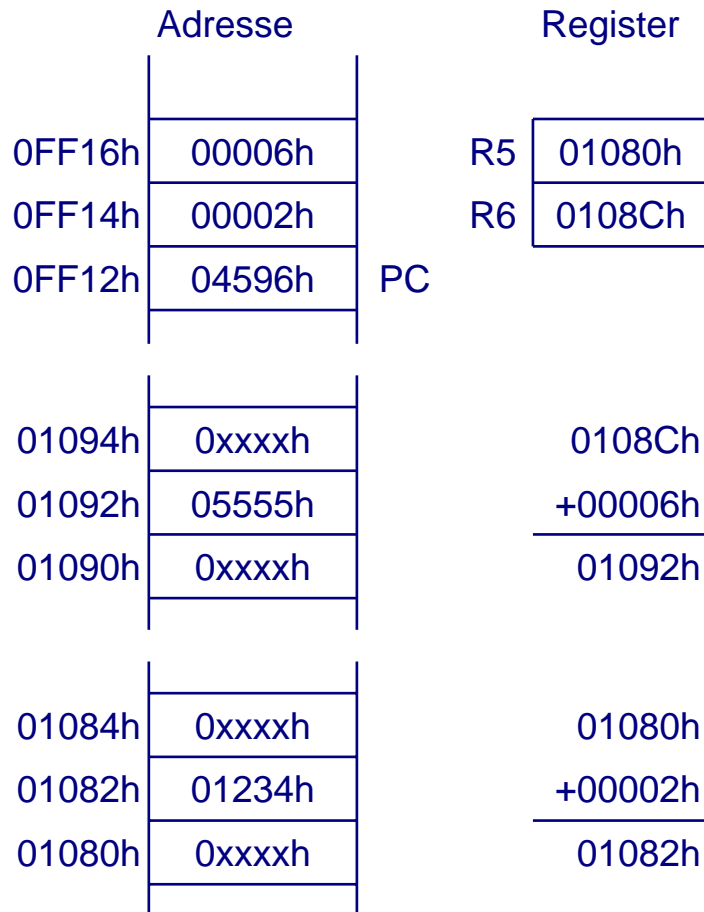 Adresse Register
0FF16h 00006h R5 01080h
0FF14h 00002h R6 0108Ch
0FF12h 04596h PC
01094h 0xxxxh 0108Ch
01092h 05555h +00006h
01090h 0xxxxh 01092h
01084h 0xxxxh 01080h
01082h 01234h +00002h
01080h 0xxxxh 01082h